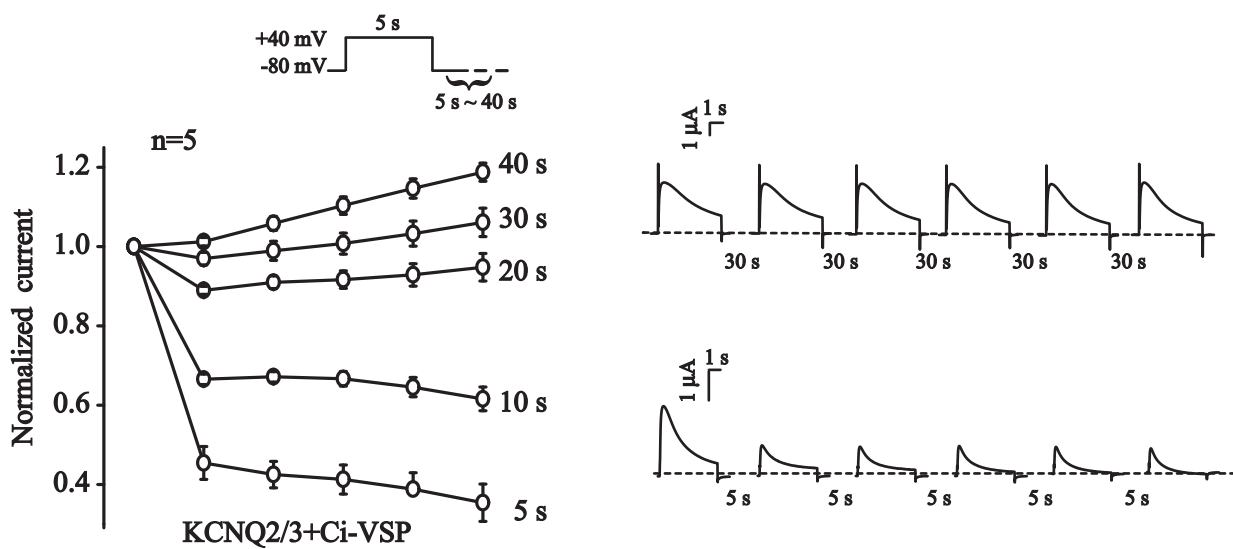 5 s
+40 mV
-80 mV
5 s ~ 40 s
n=5
Normalized current
1.2
1.0
0.8
0.6
0.4
40 s
30 s
20 s
10 s
5 s
KCNQ2/3+Ci-VSP
1 μA
1 s
30 s
30 s
30 s
30 s
30 s
1 μA
1 s
5 s
5 s
5 s
5 s
5 s